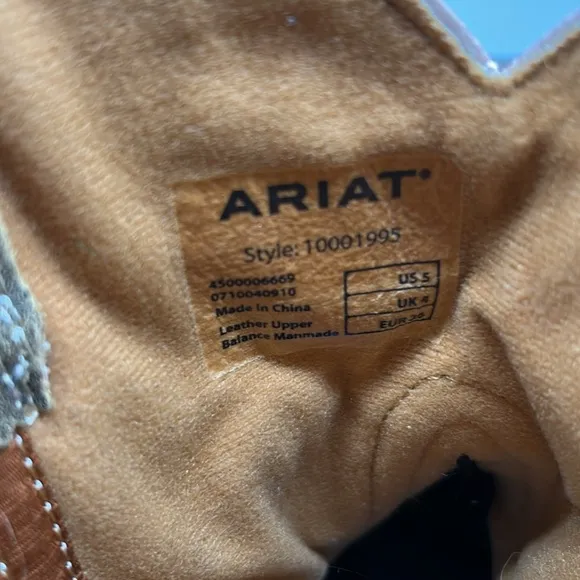 ARIAT®
Style: 10001995
4500006669
0710040910
Made in China
Leather Upper
Balance Manmade
US 5
UK 4
EUR